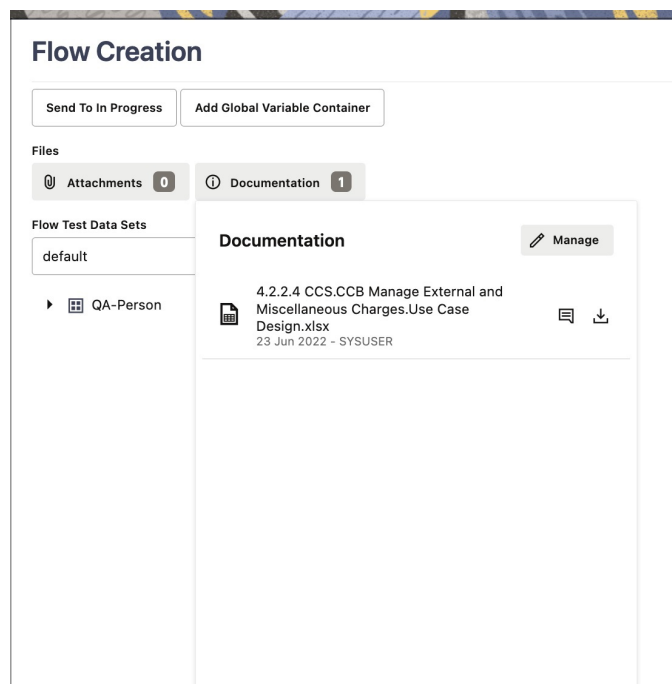 Flow Creation
Send To In Progress
Add Global Variable Container
Files
Attachments 0
Documentation 1
Flow Test Data Sets
default
QA-Person
Documentation
Manage
4.2.2.4 CCS.CCB Manage External and
Miscellaneous Charges.Use Case
Design.xlsx
23 Jun 2022 - SYSUSER